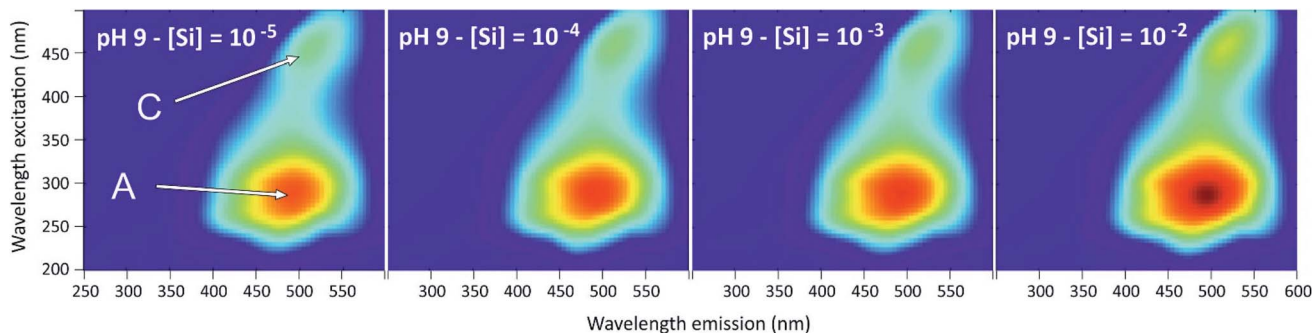 Wavelength excitation (nm)
450
400
350
300
250
200
pH 9 - [Si] = 10⁻⁵
pH 9 - [Si] = 10⁻⁴
pH 9 - [Si] = 10⁻³
pH 9 - [Si] = 10⁻²
C
A
250 300 350 400 450 500 550
300 350 400 450 500 550
300 350 400 450 500 550
300 350 400 450 500 550 600
Wavelength emission (nm)